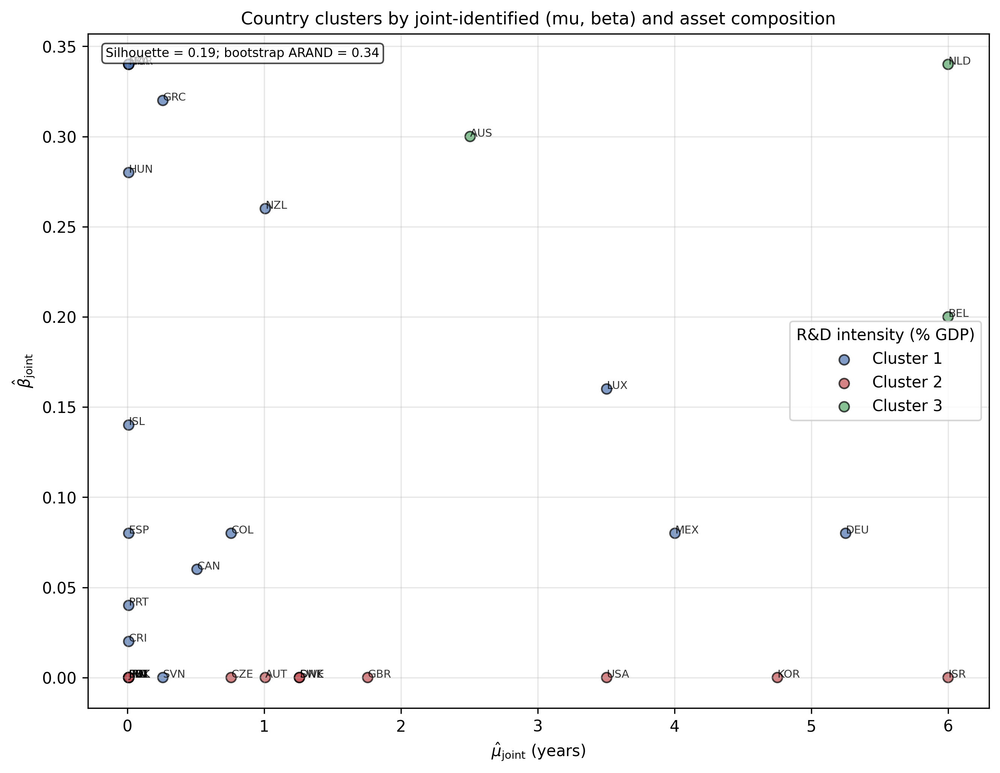 Country clusters by joint-identified (mu, beta) and asset composition
Silhouette = 0.19; bootstrap ARAND = 0.34
0.35
NLD
GRC
0.30
AUS
HUN
NZL
0.25
0.20
BEL
R&D intensity (% GDP)
Cluster 1
Cluster 2
Cluster 3
LUX
0.15
ISL
0.10
ESP
COL
MEX
DEU
CAN
0.05
PRT
CRI
0.00
SVN
CZE
AUT
GBR
USA
KOR
ISR
0
1
2
3
4
5
6
β̂joint
μ̂joint (years)